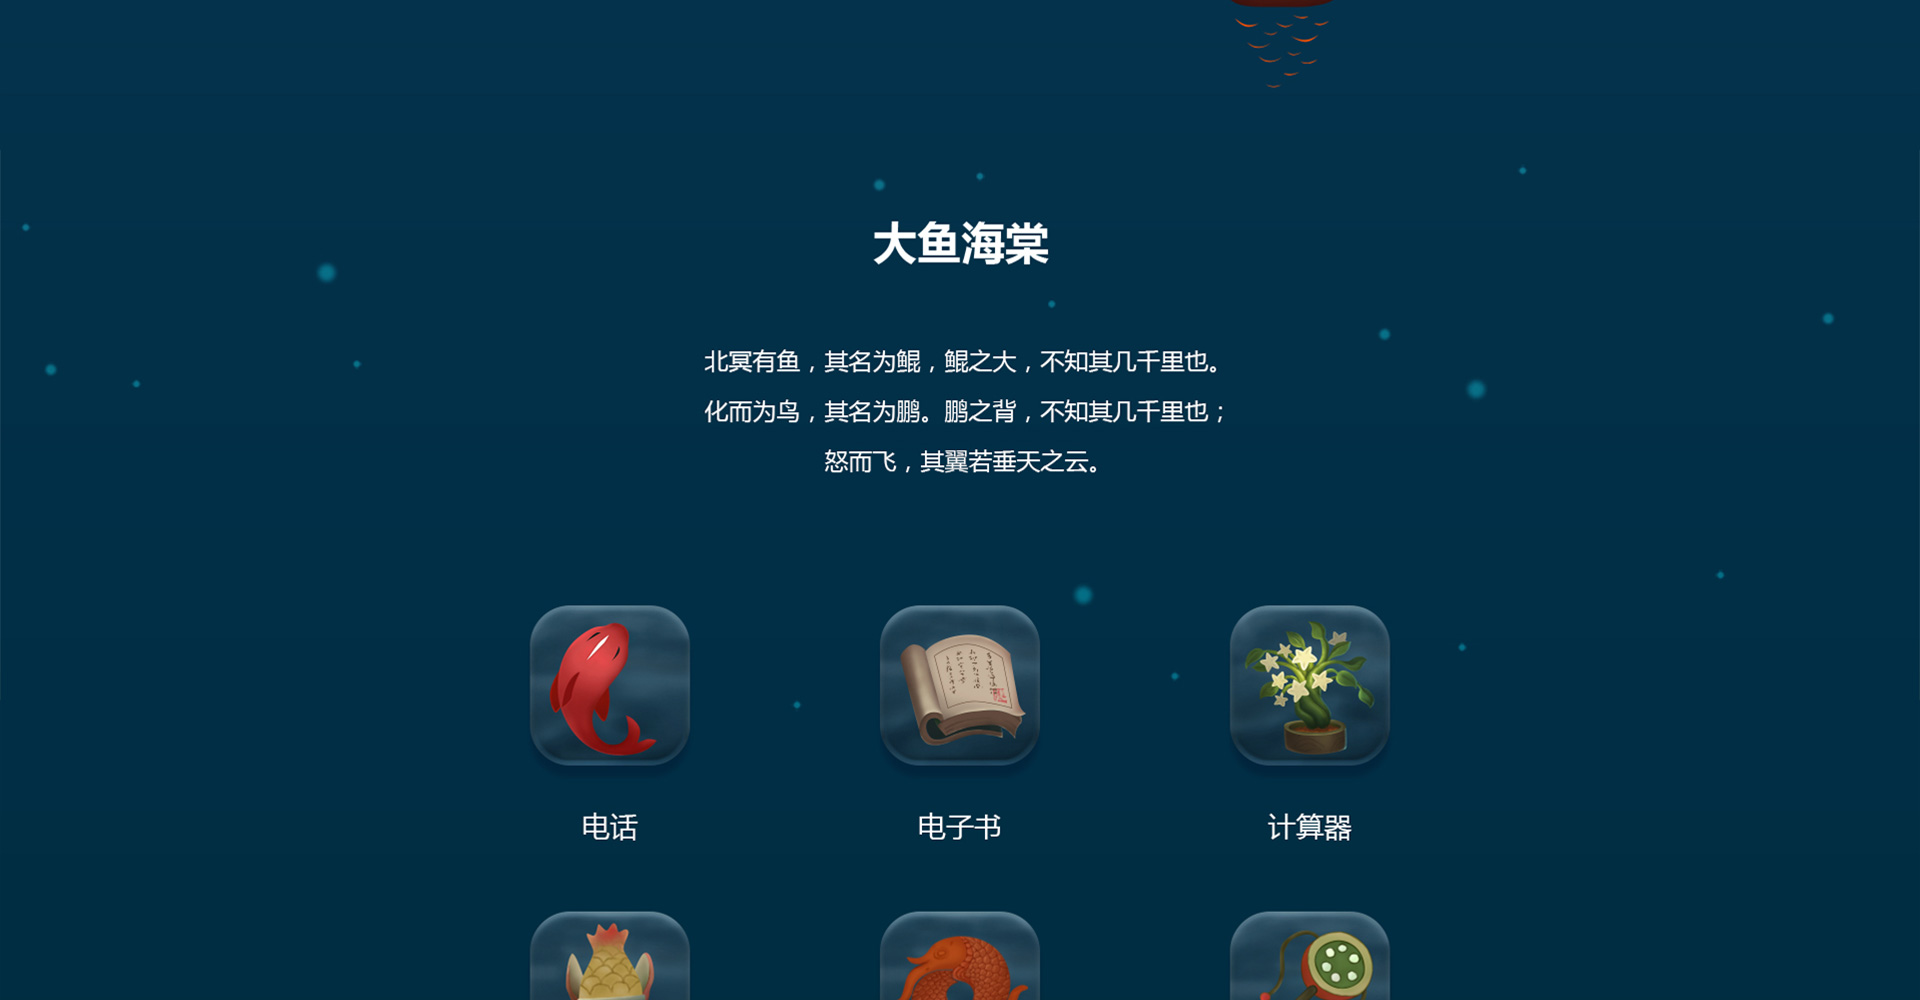 大鱼海棠
北冥有鱼，其名为鲲，鲲之大，不知其几千里也。
化而为鸟，其名为鹏。鹏之背，不知其几千里也；
怒而飞，其翼若垂天之云。
电话
电子书
计算器